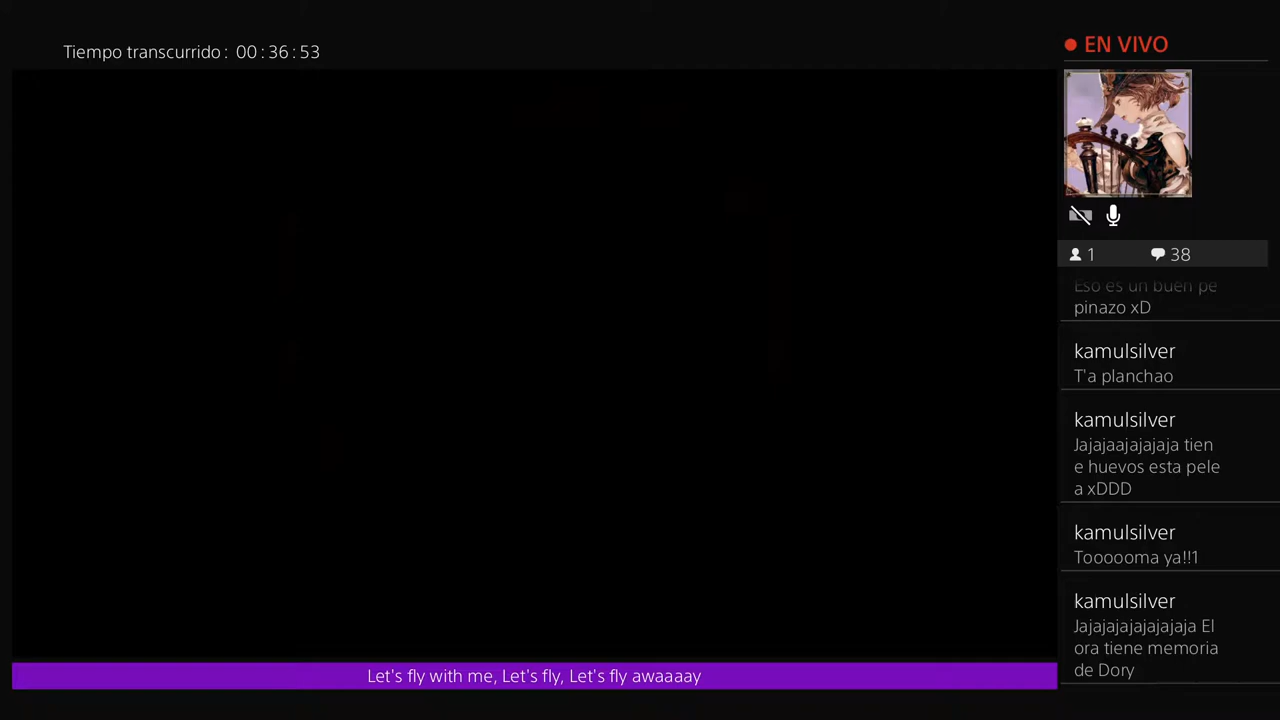 Tiempo transcurrido : 00 : 36 : 53
EN VIVO
1 38
Eso es un buen pe
pinazo xD
kamulsilver
T'a planchao
kamulsilver
Jajajaajajajaja tien
e huevos esta pele
a xDDD
kamulsilver
Toooooma ya!!1
kamulsilver
Jajajajajajajajaja El
ora tiene memoria
de Dory
Let's fly with me, Let's fly, Let's fly awaaaay